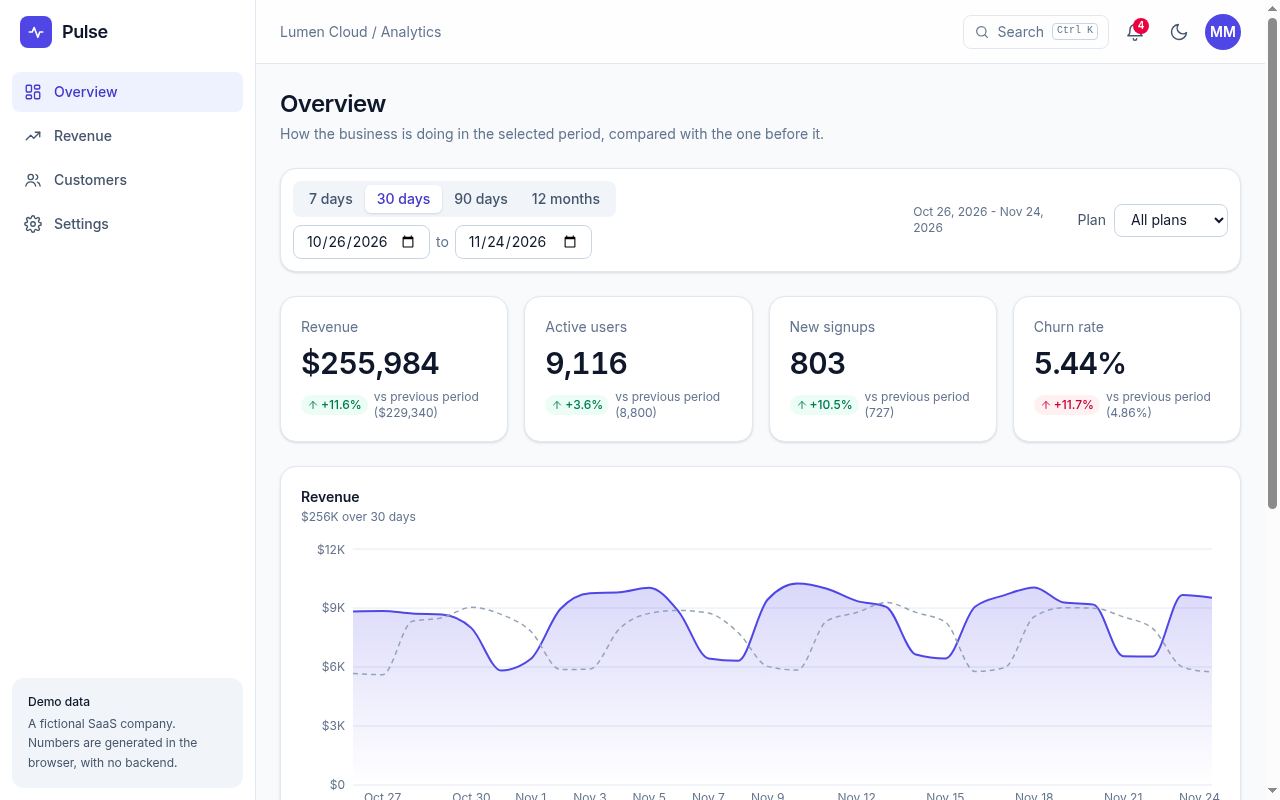 Pulse
Overview
Revenue
Customers
Settings
Demo data
A fictional SaaS company.
Numbers are generated in the
browser, with no backend.
Lumen Cloud / Analytics
Search
Ctrl K
4
MM
Overview
How the business is doing in the selected period, compared with the one before it.
7 days
30 days
90 days
12 months
10/26/2026 to 11/24/2026
Oct 26, 2026 - Nov 24,
2026
Plan
All plans
Revenue
$255,984
+11.6%
vs previous period
($229,340)
Active users
9,116
+3.6%
vs previous period
(8,800)
New signups
803
+10.5%
vs previous period
(727)
Churn rate
5.44%
+11.7%
vs previous period
(4.86%)
Revenue
$256K over 30 days
$12K
$9K
$6K
$3K
$0
Oct 27
Oct 30
Nov 1
Nov 3
Nov 5
Nov 7
Nov 9
Nov 12
Nov 15
Nov 18
Nov 21
Nov 24